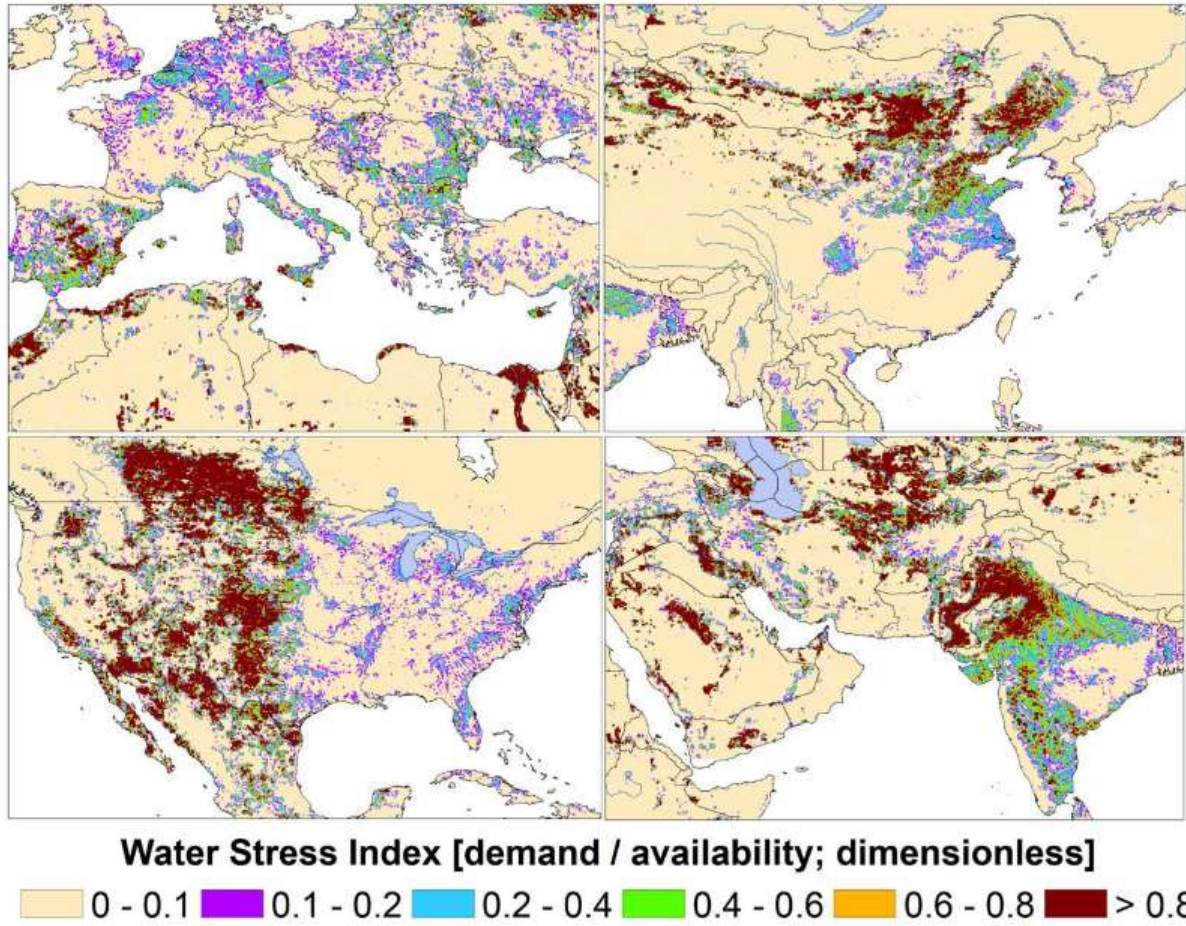 Water Stress Index [demand / availability; dimensionless]
0 - 0.1 0.1 - 0.2 0.2 - 0.4 0.4 - 0.6 0.6 - 0.8 > 0.8